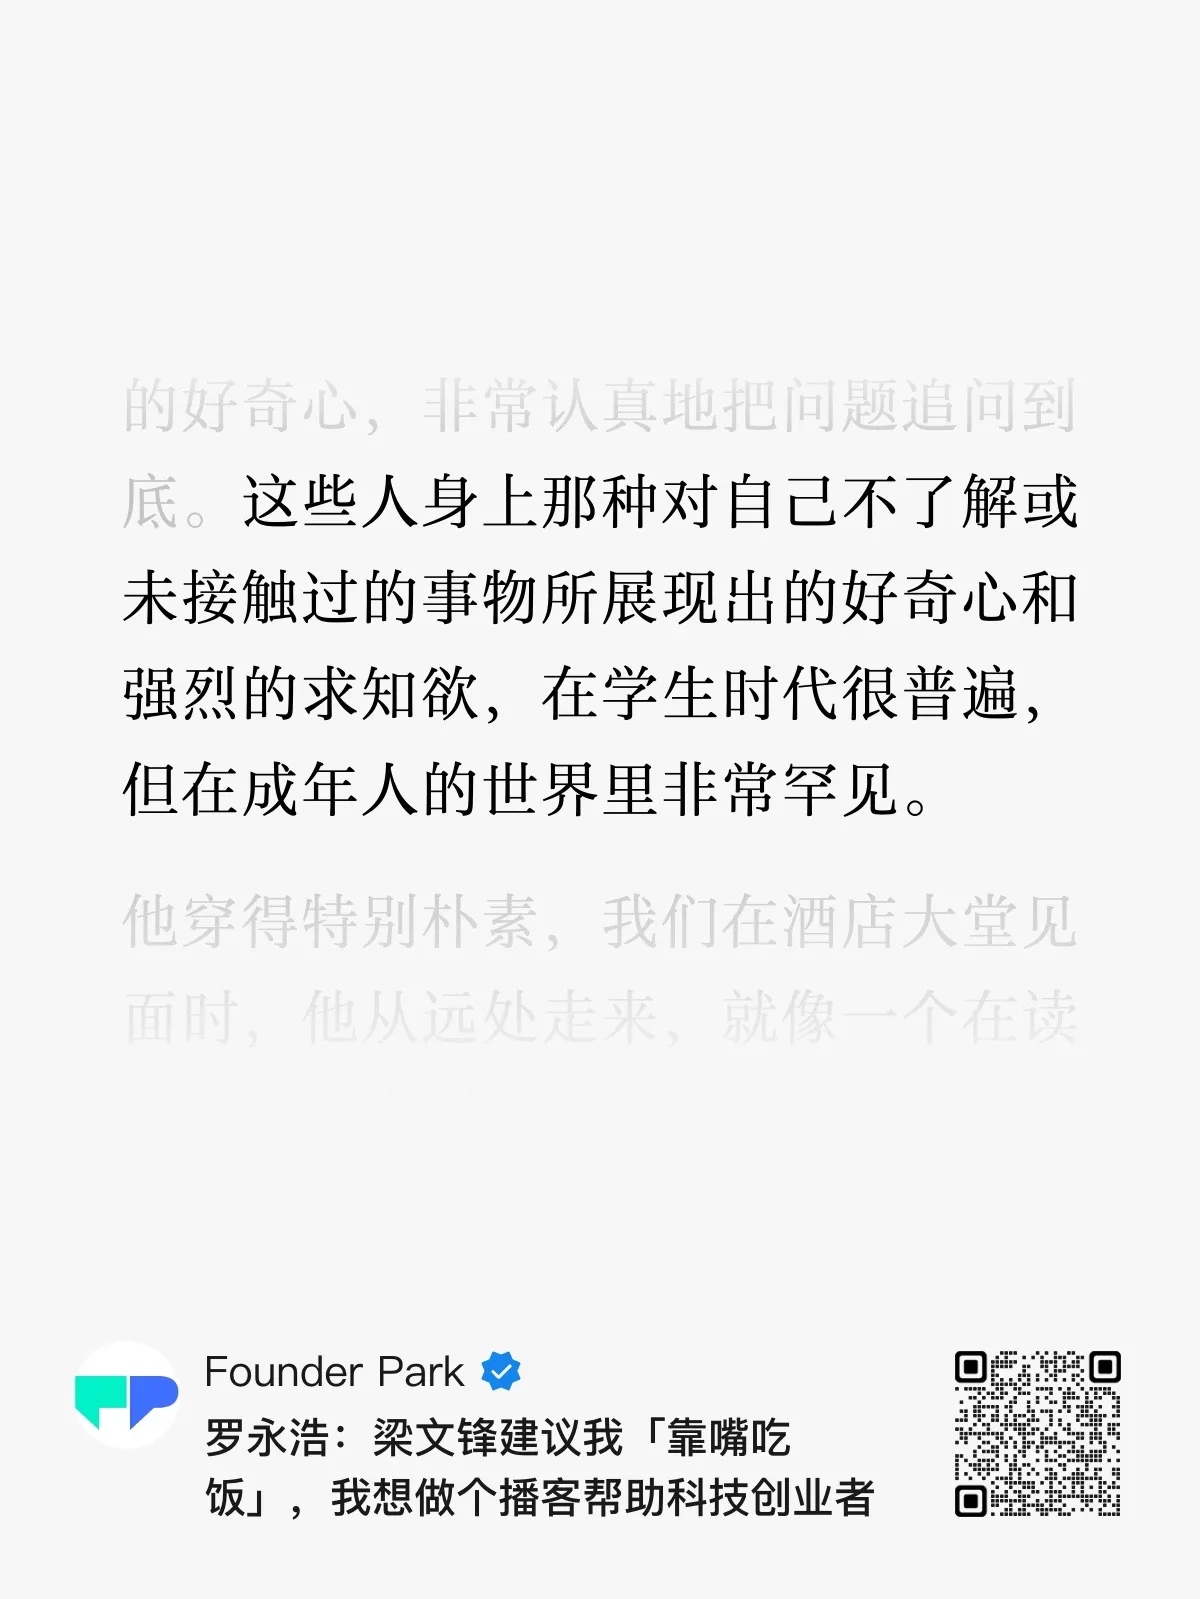 的好奇心，非常认真地把问题追问到
底。这些人身上那种对自己不了解或
未接触过的事物所展现出的好奇心和
强烈的求知欲，在学生时代很普遍，
但在成年人的世界里非常罕见。
他穿得特别朴素，我们在酒店大堂见
面时，他从远处走来，就像一个在读
Founder Park
罗永浩：梁文锋建议我「靠嘴吃
饭」，我想做个播客帮助科技创业者